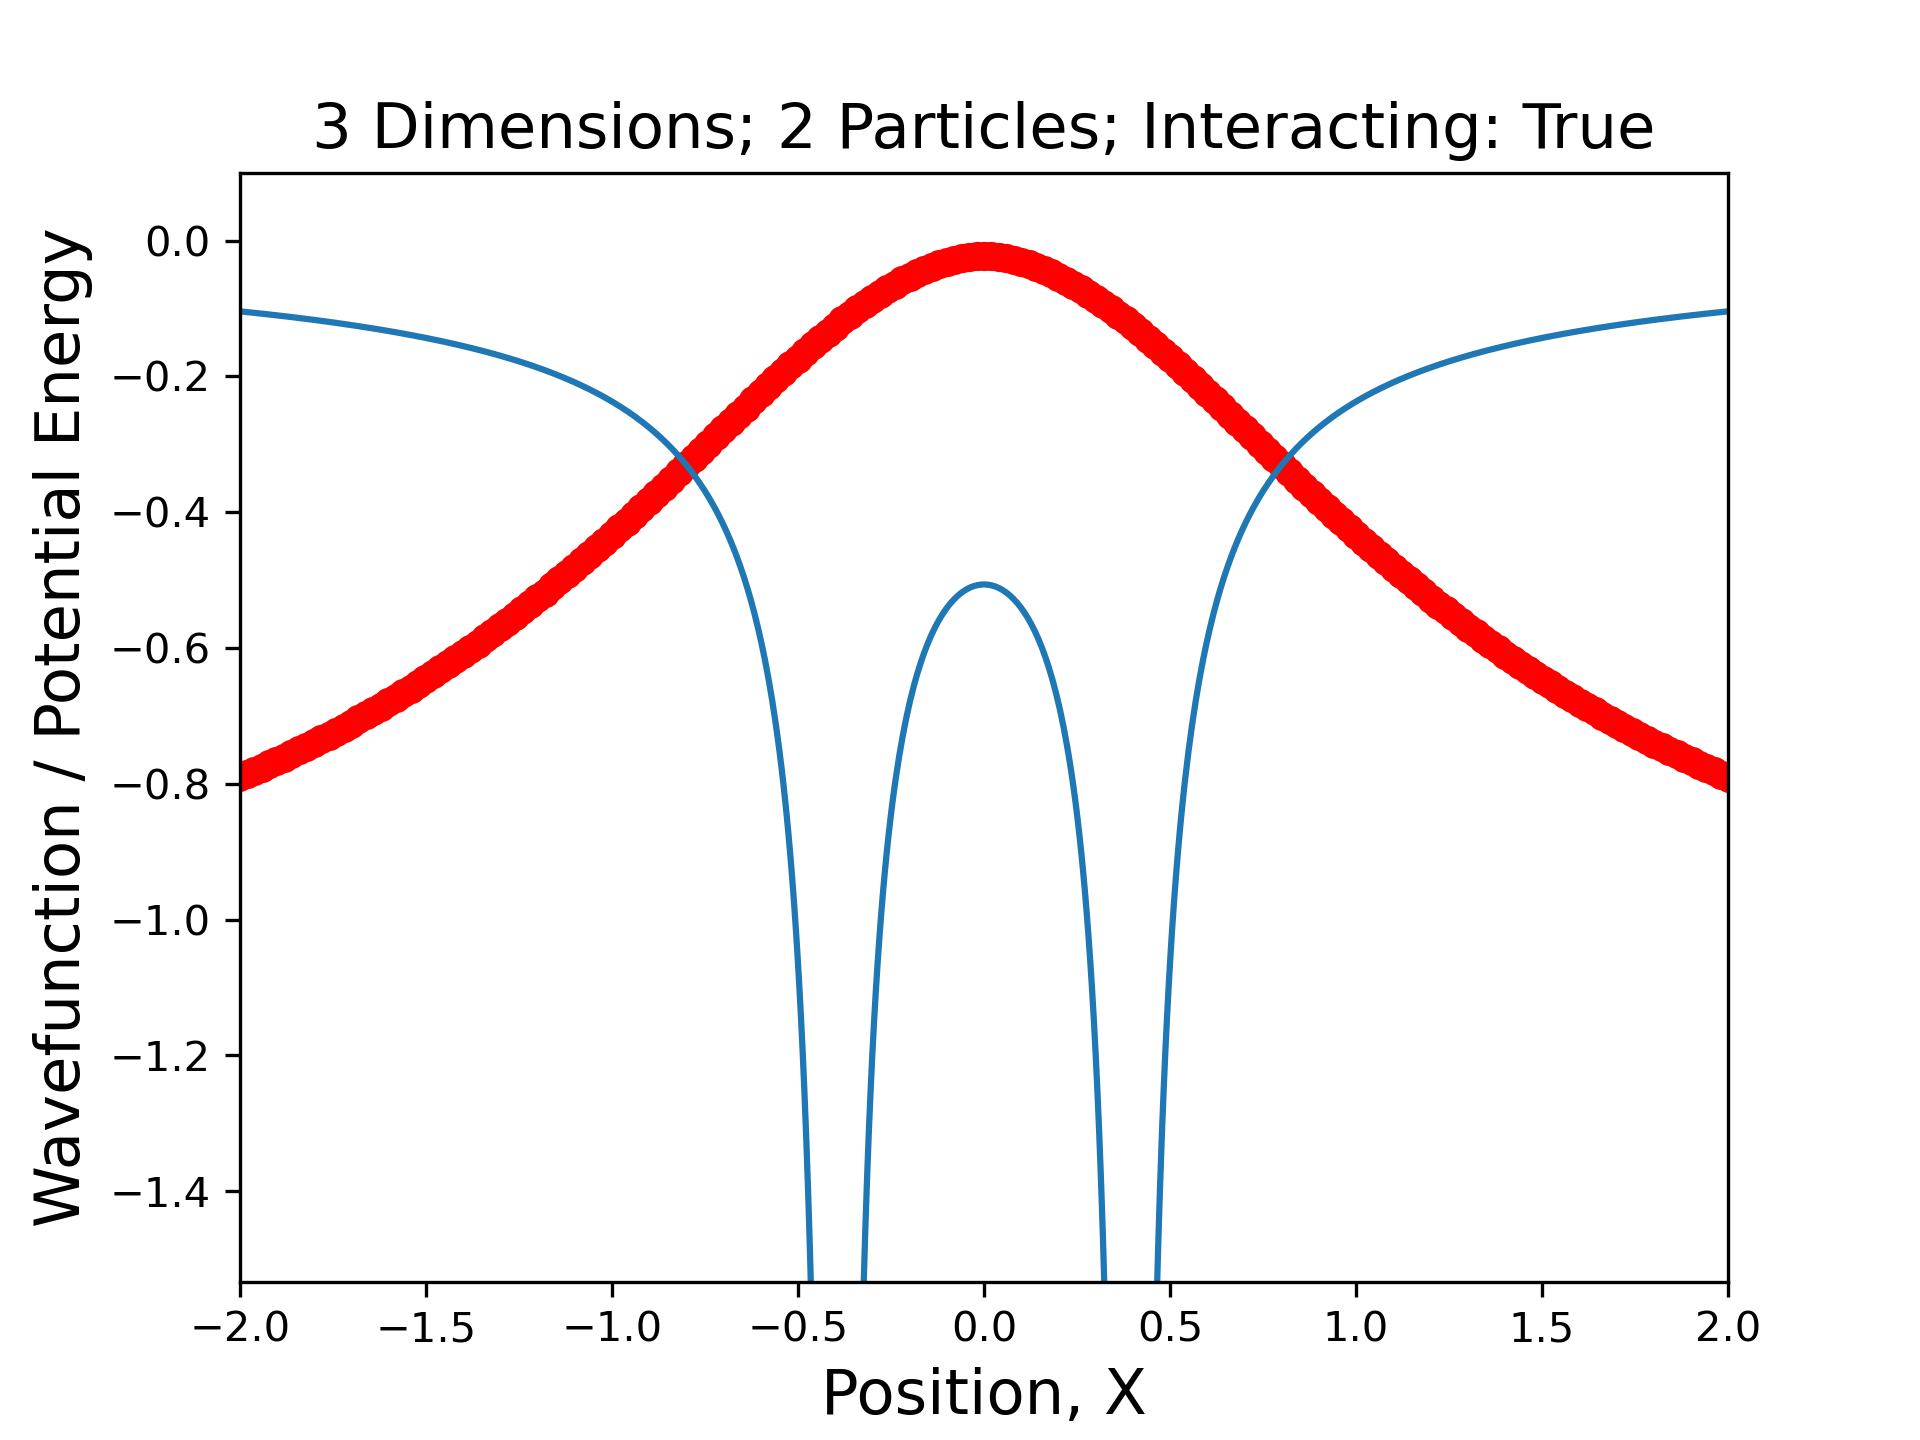 3 Dimensions; 2 Particles; Interacting: True
Wavefunction / Potential Energy
0.0
−0.2
−0.4
−0.6
−0.8
−1.0
−1.2
−1.4
−2.0 −1.5 −1.0 −0.5 0.0 0.5 1.0 1.5 2.0
Position, X